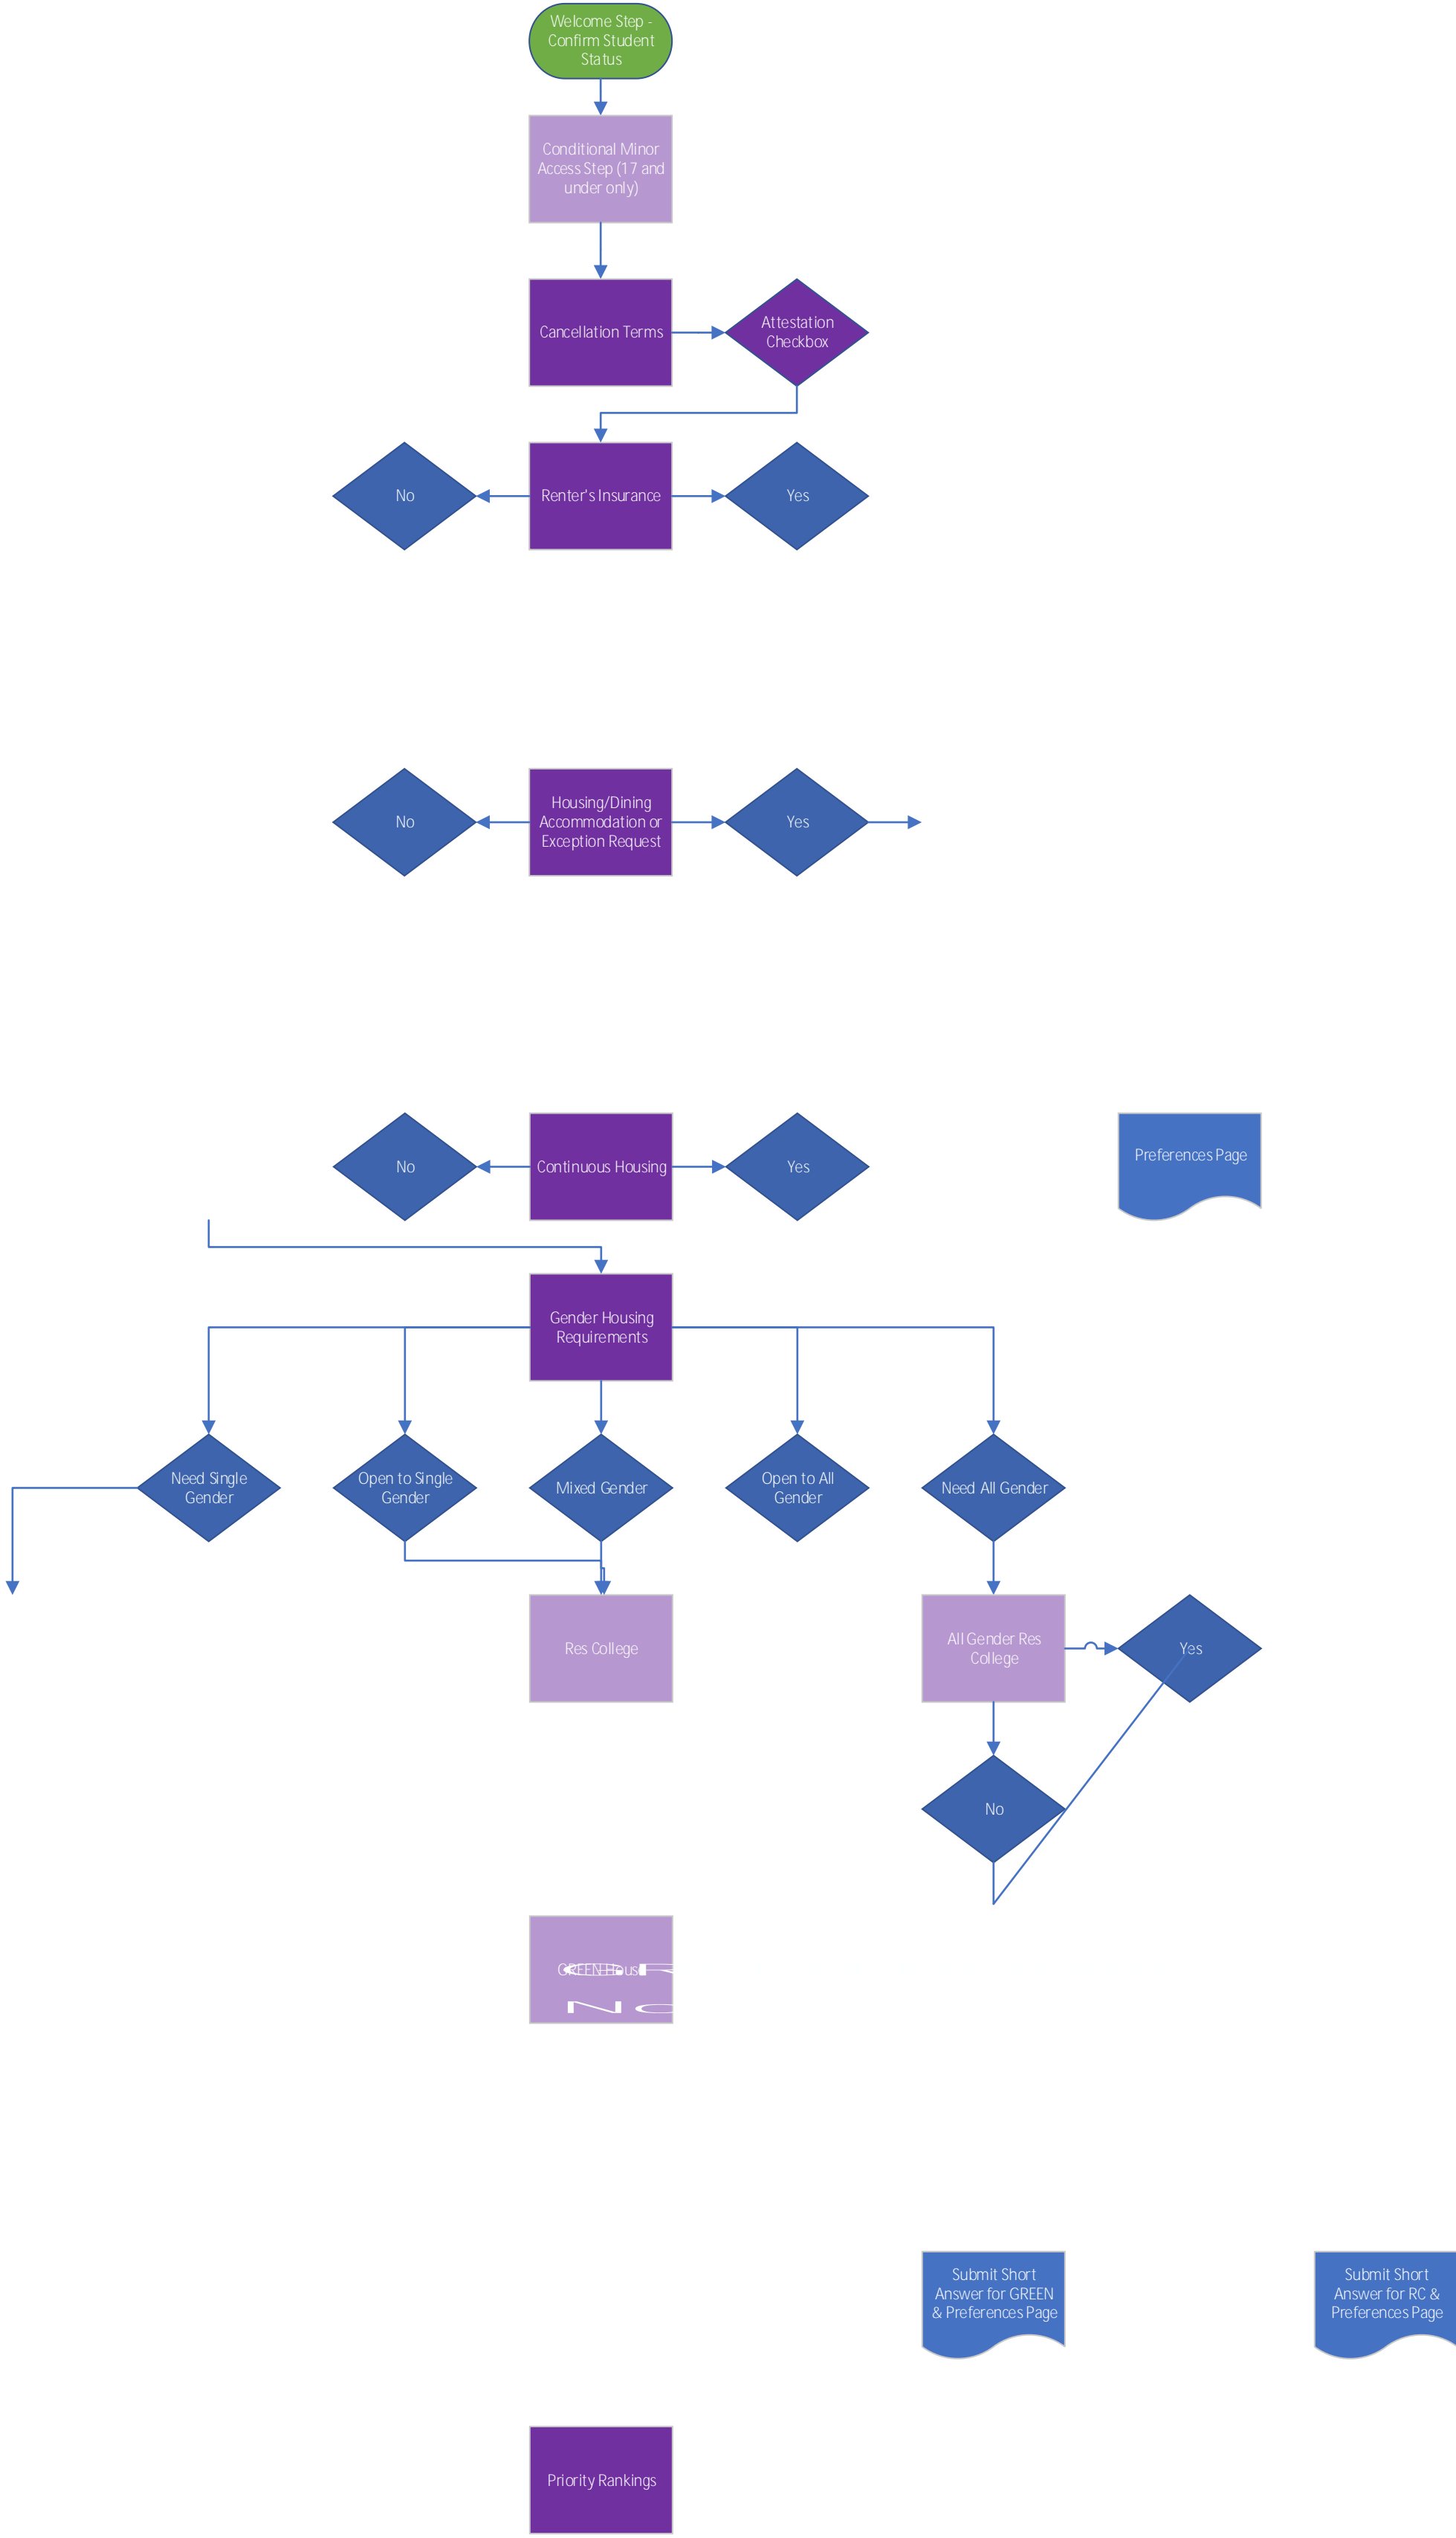 Welcome Step -
Confirm Student
Status
Conditional Minor
Access Step (17 and
under only)
Cancellation Terms
Attestation
Checkbox
No
Renter's Insurance
Yes
No
Housing/Dining
Accommodation or
Exception Request
Yes
No
Continuous Housing
Yes
Preferences Page
Gender Housing
Requirements
Need Single
Gender
Open to Single
Gender
Mixed Gender
Open to All
Gender
Need All Gender
Res College
All Gender Res
College
Yes
No
GREEN House
Submit Short
Answer for GREEN
& Preferences Page
Submit Short
Answer for RC &
Preferences Page
Priority Rankings